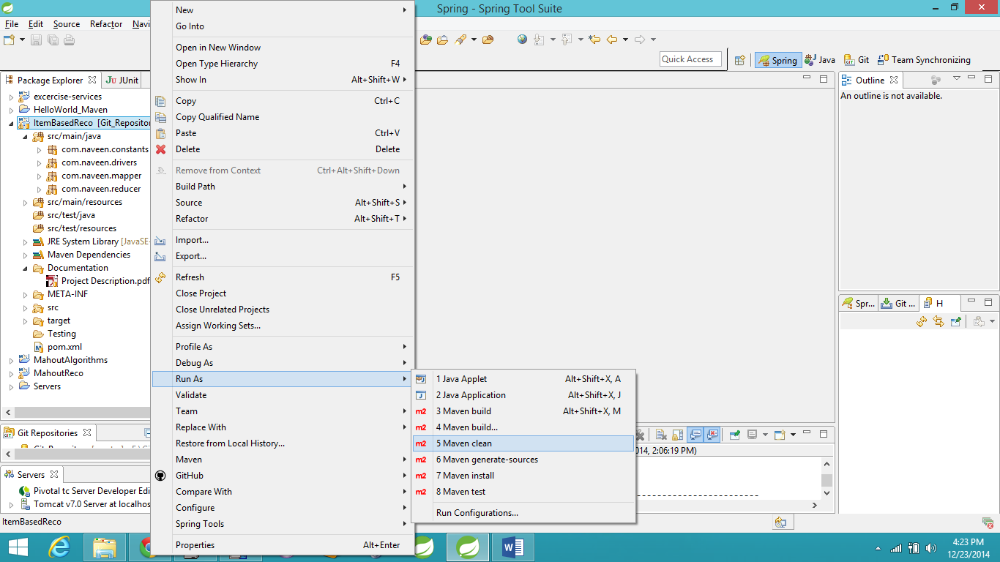 Spring - Spring Tool Suite
File Edit Source Refactor Navi
Quick Access
Spring Java Git Team Synchronizing
Package Explorer JUnit
excercise-services
HelloWorld_Maven
ItemBasedReco [Git_Repositor
src/main/java
com.naveen.constants
com.naveen.drivers
com.naveen.mapper
com.naveen.reducer
src/main/resources
src/test/java
src/test/resources
JRE System Library [JavaSE-
Maven Dependencies
Documentation
Project Description.pdf
META-INF
src
target
Testing
pom.xml
MahoutAlgorithms
MahoutReco
Servers
Git Repositories
Servers
Pivotal tc Server Developer Edi
Tomcat v7.0 Server at localhos
ItemBasedReco
New
Go Into
Open in New Window
Open Type Hierarchy F4
Show In Alt+Shift+W
Copy Ctrl+C
Copy Qualified Name
Paste Ctrl+V
Delete Delete
Remove from Context Ctrl+Alt+Shift+Down
Build Path
Source Alt+Shift+S
Refactor Alt+Shift+T
Import...
Export...
Refresh F5
Close Project
Close Unrelated Projects
Assign Working Sets...
Profile As
Debug As
Run As
Validate
Team
Replace With
Restore from Local History...
Maven
GitHub
Compare With
Configure
Spring Tools
Properties Alt+Enter
1 Java Applet Alt+Shift+X, A
2 Java Application Alt+Shift+X, J
3 Maven build Alt+Shift+X, M
4 Maven build...
5 Maven clean
6 Maven generate-sources
7 Maven install
8 Maven test
Run Configurations...
Outline
An outline is not available.
Spr... Git ... H
014, 2:06:19 PM)
4:23 PM
12/23/2014